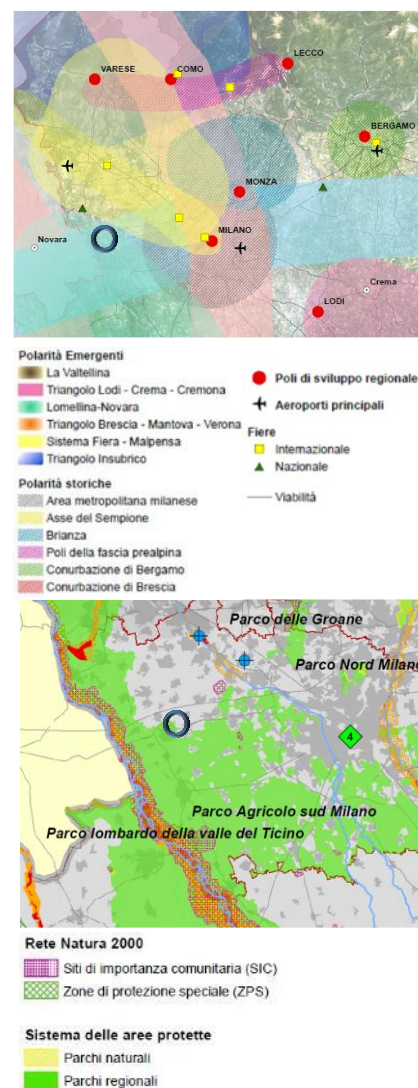 LECCO
VARESE
COMO
BERGAMO
MONZA
MILANO
Novara
Crema
LODI
Polarità Emergenti
La Valtellina
Triangolo Lodi - Crema - Cremona
Lomellina-Novara
Triangolo Brescia - Mantova - Verona
Sistema Fiera - Malpensa
Triangolo Insubrico
Polarità storiche
Area metropolitana milanese
Asse del Sempione
Brianza
Poli della fascia prealpina
Conurbazione di Bergamo
Conurbazione di Brescia
Poli di sviluppo regionale
Aeroporti principali
Fiere
Internazionale
Nazionale
Viabilità
Parco delle Groane
Parco Nord Milano
4
Parco Agricolo sud Milano
Parco lombardo della valle del Ticino
Rete Natura 2000
Siti di importanza comunitaria (SIC)
Zone di protezione speciale (ZPS)
Sistema delle aree protette
Parchi naturali
Parchi regionali